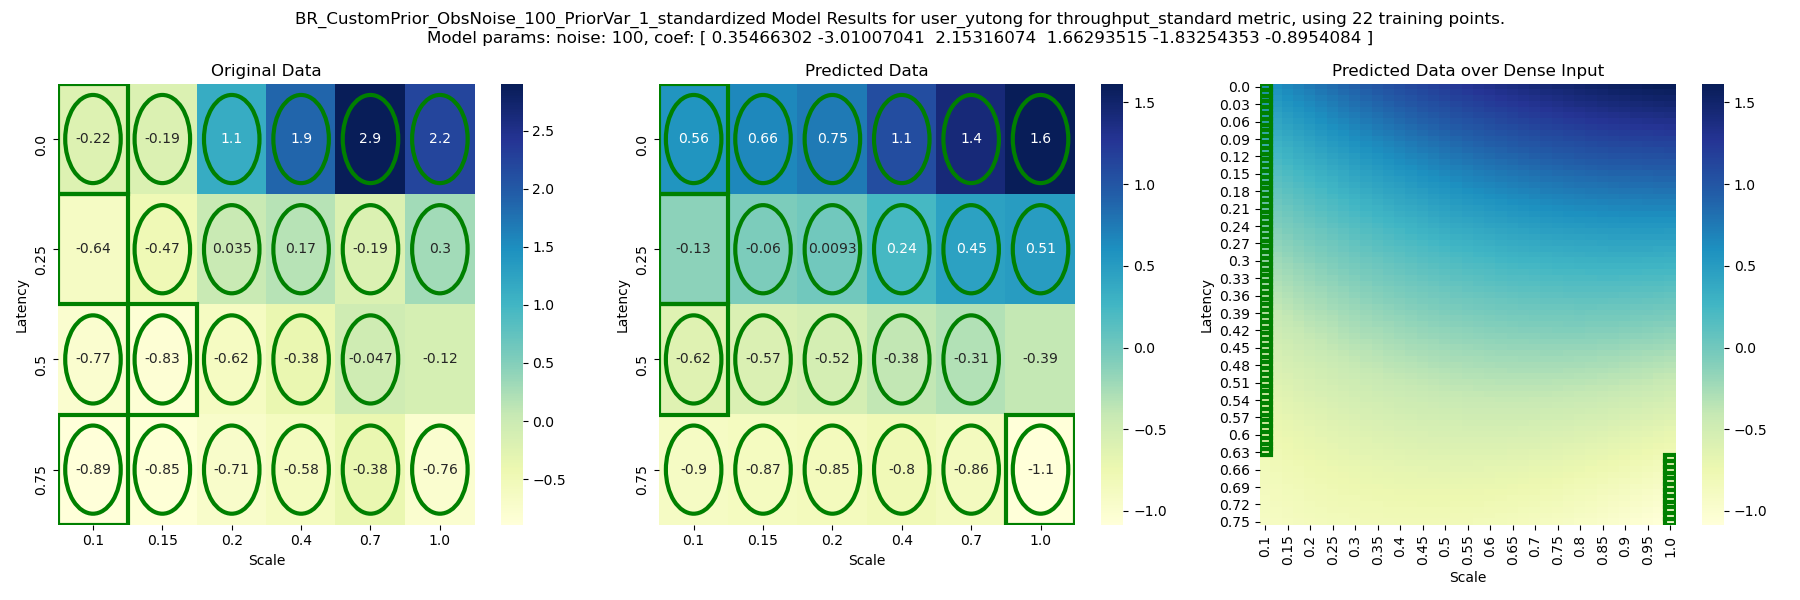 BR_CustomPrior_ObsNoise_100_PriorVar_1_standardized Model Results for user_yutong for throughput_standard metric, using 22 training points.
Model params: noise: 100, coef: [ 0.35466302 -3.01007041  2.15316074  1.66293515 -1.83254353 -0.8954084 ]
Original Data
Latency
0.0 -0.22 -0.19 1.1 1.9 2.9 2.2
0.25 -0.64 -0.47 0.035 0.17 -0.19 0.3
0.5 -0.77 -0.83 -0.62 -0.38 -0.047 -0.12
0.75 -0.89 -0.85 -0.71 -0.58 -0.38 -0.76
0.1 0.15 0.2 0.4 0.7 1.0
Scale
2.5
2.0
1.5
1.0
0.5
0.0
−0.5
Predicted Data
Latency
0.0 0.56 0.66 0.75 1.1 1.4 1.6
0.25 -0.13 -0.06 0.0093 0.24 0.45 0.51
0.5 -0.62 -0.57 -0.52 -0.38 -0.31 -0.39
0.75 -0.9 -0.87 -0.85 -0.8 -0.86 -1.1
0.1 0.15 0.2 0.4 0.7 1.0
Scale
1.5
1.0
0.5
0.0
−0.5
−1.0
Predicted Data over Dense Input
Latency
0.0
0.03
0.06
0.09
0.12
0.15
0.18
0.21
0.24
0.27
0.3
0.33
0.36
0.39
0.42
0.45
0.48
0.51
0.54
0.57
0.6
0.63
0.66
0.69
0.72
0.75
0.1 0.15 0.2 0.25 0.3 0.35 0.4 0.45 0.5 0.55 0.6 0.65 0.7 0.75 0.8 0.85 0.9 0.95 1.0
Scale
1.5
1.0
0.5
0.0
−0.5
−1.0